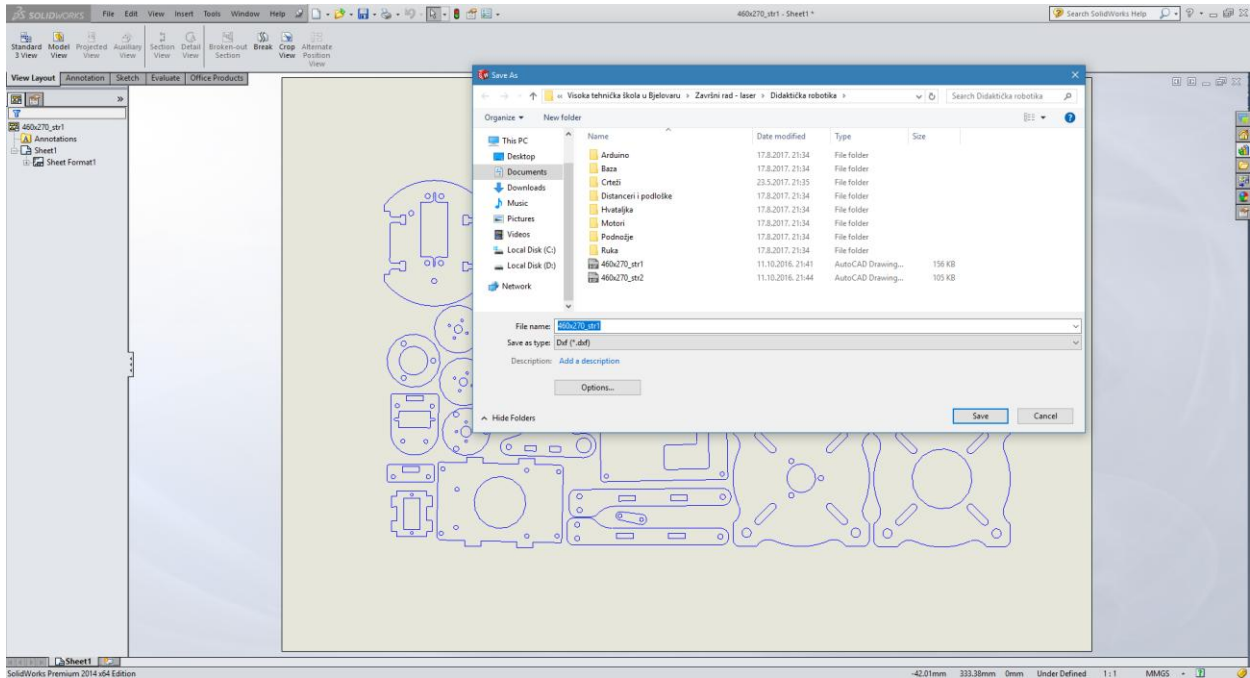 SOLIDWORKS File Edit View Insert Tools Window Help 460x270_str1 - Sheet1 * Search SolidWorks Help
Standard 3 View
Model View
Projected View
Auxiliary View
Section View
Detail View
Broken-out Section
Break
Crop View
Alternate Position View
View Layout Annotation Sketch Evaluate Office Products
460x270_str1
Annotations
Sheet1
Sheet Format1
Save As
« Visoka tehnička škola u Bjelovaru › Završni rad - laser › Didaktička robotika › Search Didaktička robotika
Organize New folder
This PC
Desktop
Documents
Downloads
Music
Pictures
Videos
Local Disk (C:)
Local Disk (D:)
Network
Name Date modified Type Size
Arduino 17.8.2017. 21:34 File folder
Baza 17.8.2017. 21:34 File folder
Crteži 23.5.2017. 21:35 File folder
Distanceri i podloške 17.8.2017. 21:34 File folder
Hvataljka 17.8.2017. 21:34 File folder
Motori 17.8.2017. 21:34 File folder
Podnožje 17.8.2017. 21:34 File folder
Ruka 17.8.2017. 21:34 File folder
460x270_str1 11.10.2016. 21:41 AutoCAD Drawing... 156 KB
460x270_str2 11.10.2016. 21:44 AutoCAD Drawing... 105 KB
File name: 460x270_str1
Save as type: Dxf (*.dxf)
Description: Add a description
Options...
Hide Folders Save Cancel
Sheet1
SolidWorks Premium 2014 x64 Edition -42.01mm 333.38mm 0mm Under Defined 1:1 MMGS